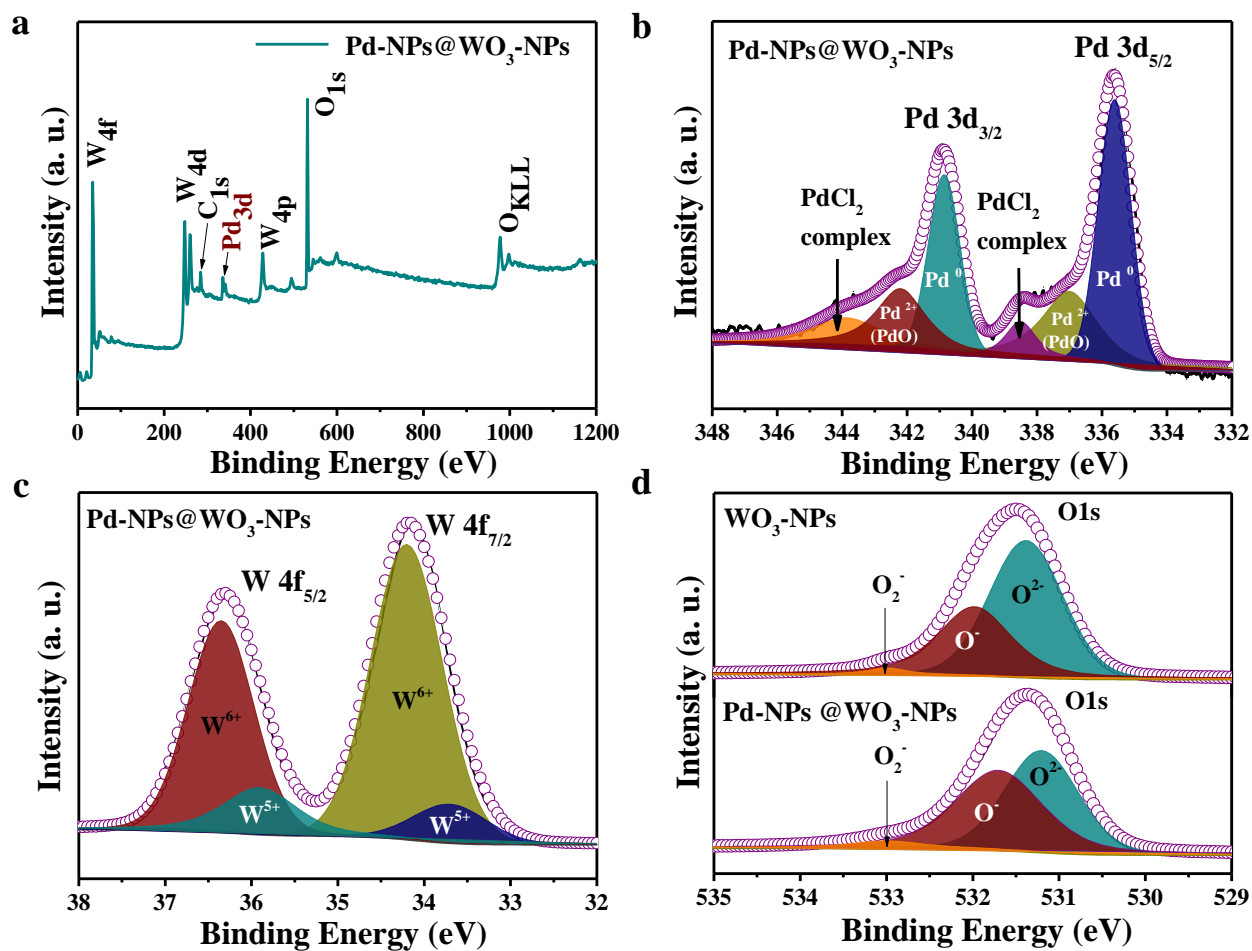 a
Pd-NPs@WO₃-NPs
W₄f
W₄d
C₁s
Pd₃d
W₄p
O₁s
O_KLL
Intensity (a. u.)
0 200 400 600 800 1000 1200
Binding Energy (eV)
b
Pd-NPs@WO₃-NPs
Pd 3d₅/₂
Pd 3d₃/₂
PdCl₂
complex
PdCl₂
complex
Pd ⁰
Pd ⁰
Pd ²⁺
(PdO)
Pd ²⁺
(PdO)
Intensity (a. u.)
348 346 344 342 340 338 336 334 332
Binding Energy (eV)
c
Pd-NPs@WO₃-NPs
W 4f₇/₂
W 4f₅/₂
W⁶⁺
W⁶⁺
W⁵⁺
W⁵⁺
Intensity (a. u.)
38 37 36 35 34 33 32
Binding Energy (eV)
d
WO₃-NPs
O1s
O₂⁻
O²⁻
O⁻
Pd-NPs @WO₃-NPs
O1s
O₂⁻
O²⁻
O⁻
Intensity (a. u.)
535 534 533 532 531 530 529
Binding Energy (eV)